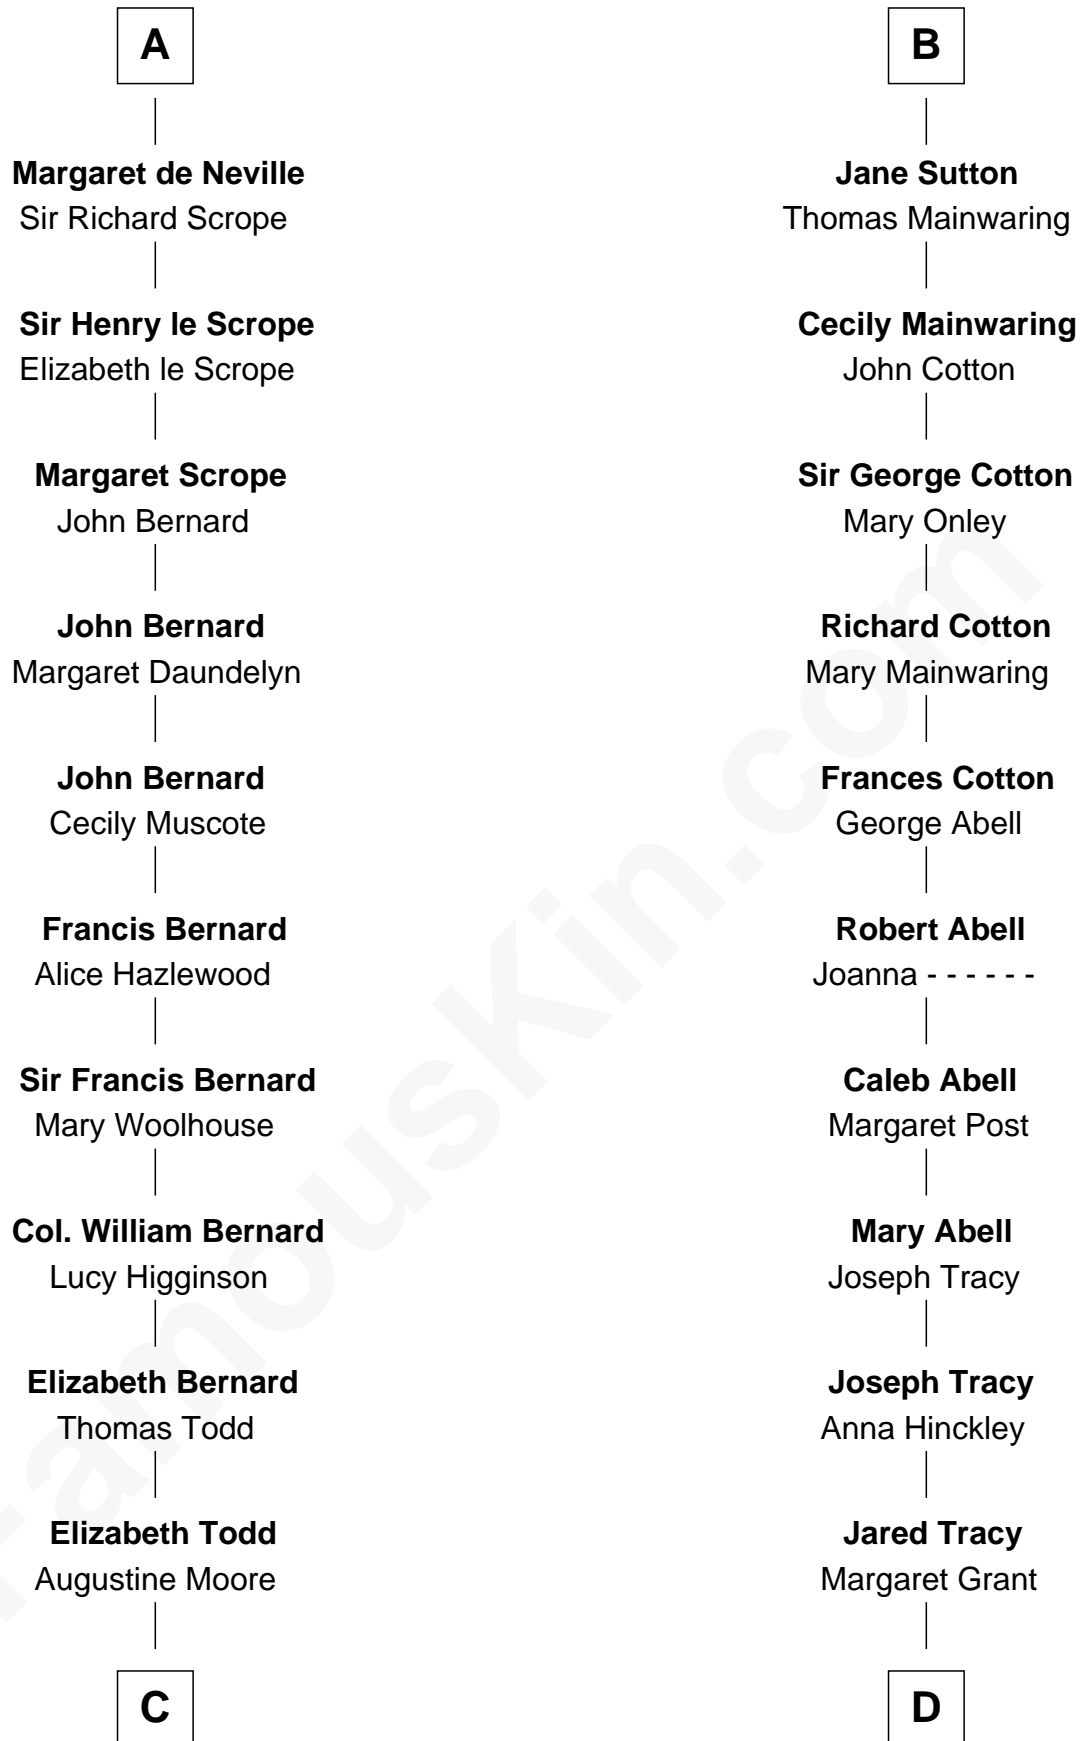 A
Margaret de Neville
Sir Richard Scrope
Sir Henry le Scrope
Elizabeth le Scrope
Margaret Scrope
John Bernard
John Bernard
Margaret Daundelyn
John Bernard
Cecily Muscote
Francis Bernard
Alice Hazlewood
Sir Francis Bernard
Mary Woolhouse
Col. William Bernard
Lucy Higginson
Elizabeth Bernard
Thomas Todd
Elizabeth Todd
Augustine Moore
C
B
Jane Sutton
Thomas Mainwaring
Cecily Mainwaring
John Cotton
Sir George Cotton
Mary Onley
Richard Cotton
Mary Mainwaring
Frances Cotton
George Abell
Robert Abell
Joanna - - - - - -
Caleb Abell
Margaret Post
Mary Abell
Joseph Tracy
Joseph Tracy
Anna Hinckley
Jared Tracy
Margaret Grant
D
FamousKin.com